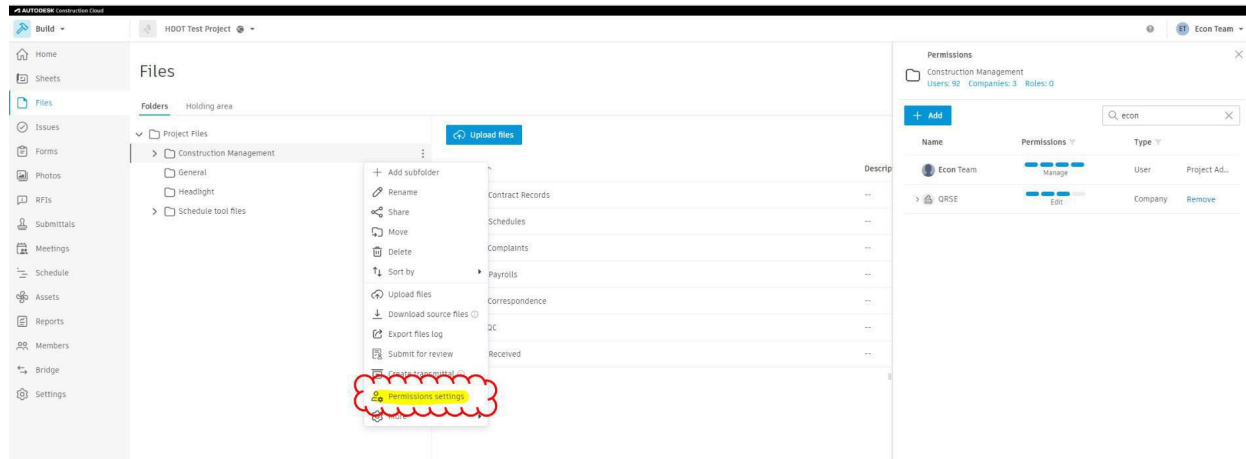 AUTODESK Construction Cloud
Build
HDOT Test Project
ET Econ Team
Home
Sheets
Files
Issues
Forms
Photos
RFIs
Submittals
Meetings
Schedule
Assets
Reports
Members
Bridge
Settings
Files
Folders Holding area
Project Files
Construction Management
General
Headlight
Schedule tool files
Upload files
Descrip
Contract Records --
Schedules --
Complaints --
Payrolls --
Correspondence --
QC --
Received --
Add subfolder
Rename
Share
Move
Delete
Sort by
Upload files
Download source files
Export files log
Submit for review
Create transmittal
Permissions settings
More
Permissions
Construction Management
Users: 92 Companies: 3 Roles: 0
+ Add
econ
Name Permissions Type
Econ Team Manage User Project Ad...
QRSE Edit Company Remove